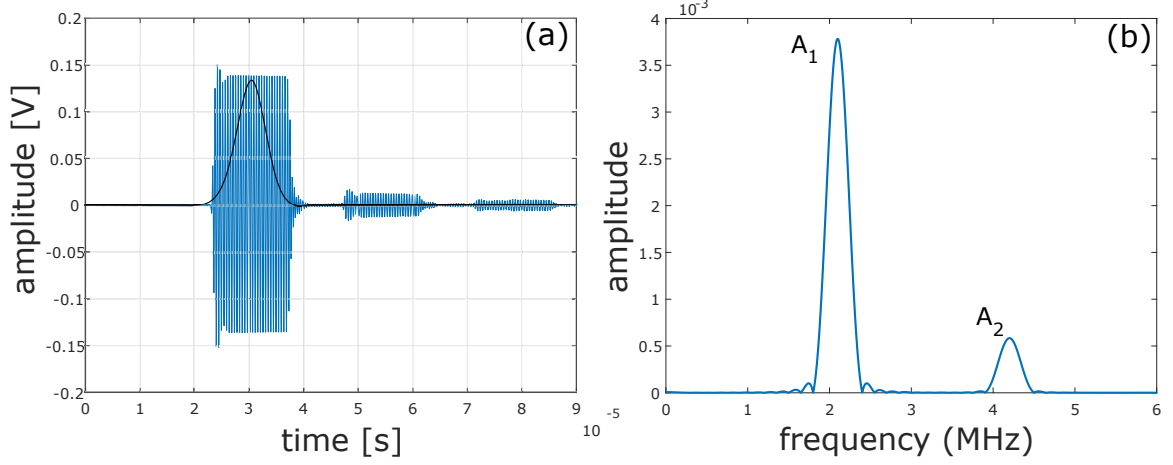 (a)
amplitude [V]
0.2
0.15
0.1
0.05
0
-0.05
-0.1
-0.15
-0.2
0 1 2 3 4 5 6 7 8 9
10 -5
time [s]
10 -3
(b)
A1
A2
amplitude
4
3.5
3
2.5
2
1.5
1
0.5
0
0 1 2 3 4 5 6
frequency (MHz)